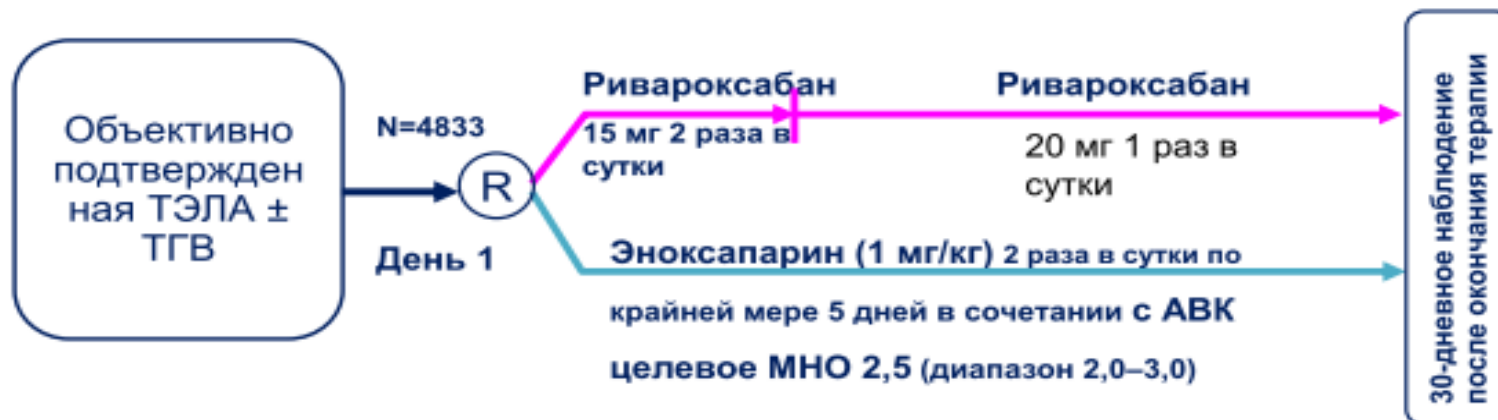 Объективно
подтвержден
ная ТЭЛА ±
ТГВ
N=4833
R
День 1
Ривароксабан
15 мг 2 раза в
сутки
Ривароксабан
20 мг 1 раз в
сутки
Эноксапарин (1 мг/кг) 2 раза в сутки по
крайней мере 5 дней в сочетании с АВК
целевое МНО 2,5 (диапазон 2,0–3,0)
30-дневное наблюдение
после окончания терапии